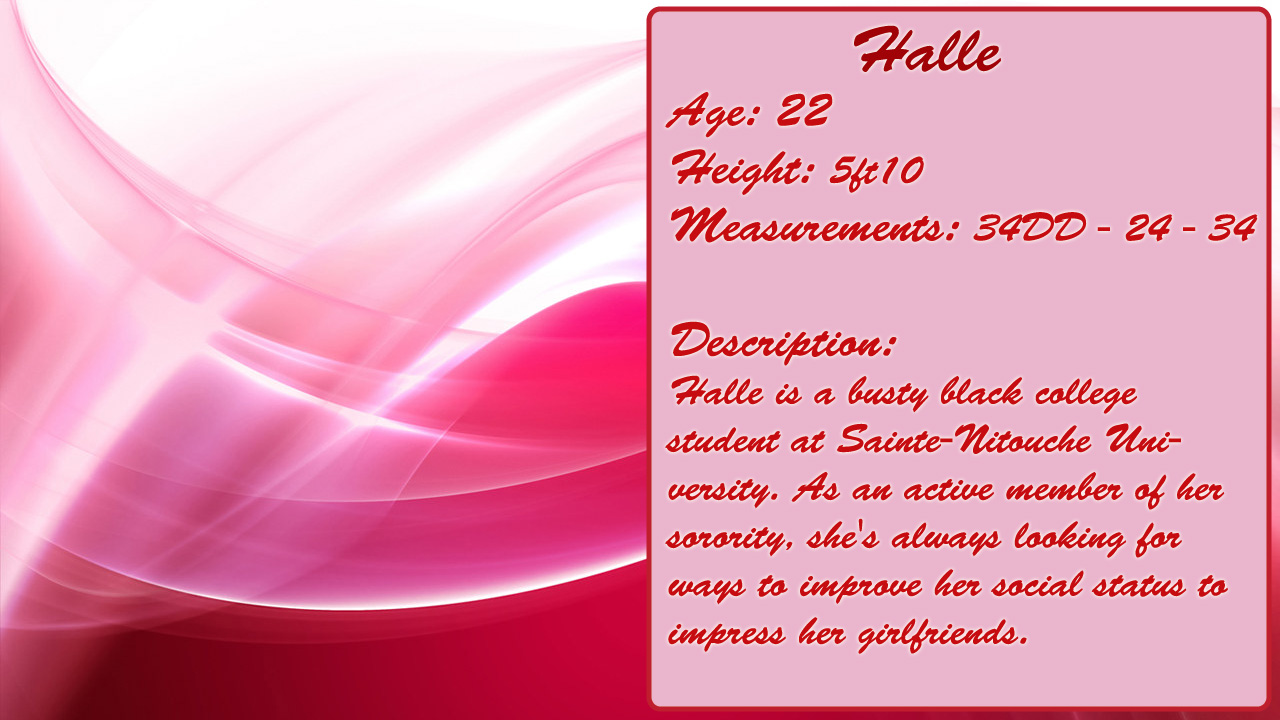 Halle
Age: 22
Height: 5ft10
Measurements: 34DD - 24 - 34
Description:
Halle is a busty black college
student at Sainte-Nitouche Uni-
versity. As an active member of her
sorority, she's always looking for
ways to improve her social status to
impress her girlfriends.